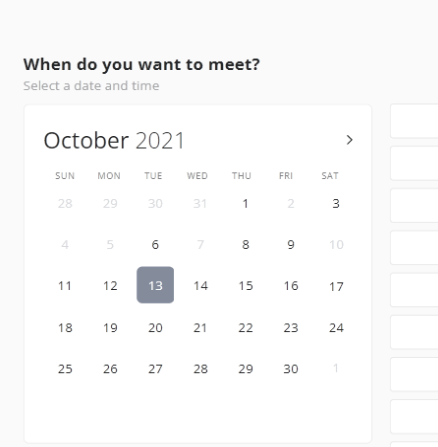 When do you want to meet?
Select a date and time
October 2021
SUN MON TUE WED THU FRI SAT
28 29 30 31 1 2 3
4 5 6 7 8 9 10
11 12 13 14 15 16 17
18 19 20 21 22 23 24
25 26 27 28 29 30 1